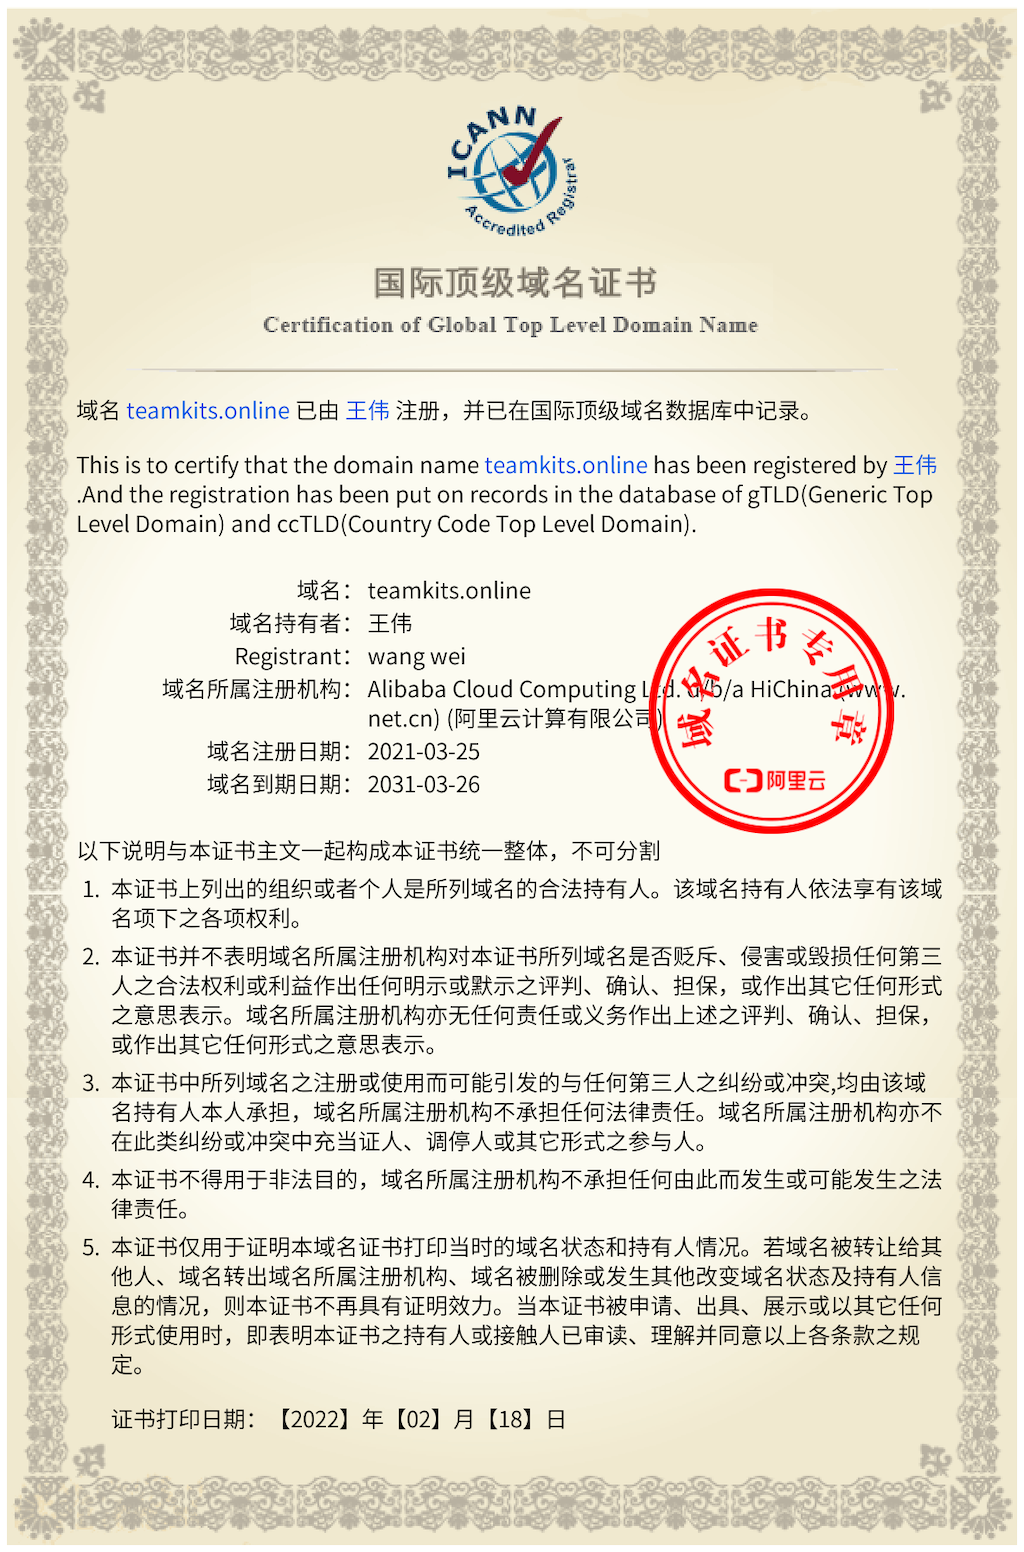 ICANN
Accredited Registrar
国际顶级域名证书
Certification of Global Top Level Domain Name
域名 teamkits.online 已由 王伟 注册，并已在国际顶级域名数据库中记录。
This is to certify that the domain name teamkits.online has been registered by 王伟
.And the registration has been put on records in the database of gTLD(Generic Top
Level Domain) and ccTLD(Country Code Top Level Domain).
域名： teamkits.online
域名持有者： 王伟
Registrant： wang wei
域名所属注册机构： Alibaba Cloud Computing Ltd. d/b/a HiChina (www.
net.cn) (阿里云计算有限公司)
域名注册日期： 2021-03-25
域名到期日期： 2031-03-26
域名证书专用章
阿里云
以下说明与本证书主文一起构成本证书统一整体，不可分割
1. 本证书上列出的组织或者个人是所列域名的合法持有人。该域名持有人依法享有该域
名项下之各项权利。
2. 本证书并不表明域名所属注册机构对本证书所列域名是否贬斥、侵害或毁损任何第三
人之合法权利或利益作出任何明示或默示之评判、确认、担保，或作出其它任何形式
之意思表示。域名所属注册机构亦无任何责任或义务作出上述之评判、确认、担保，
或作出其它任何形式之意思表示。
3. 本证书中所列域名之注册或使用而可能引发的与任何第三人之纠纷或冲突,均由该域
名持有人本人承担，域名所属注册机构不承担任何法律责任。域名所属注册机构亦不
在此类纠纷或冲突中充当证人、调停人或其它形式之参与人。
4. 本证书不得用于非法目的，域名所属注册机构不承担任何由此而发生或可能发生之法
律责任。
5. 本证书仅用于证明本域名证书打印当时的域名状态和持有人情况。若域名被转让给其
他人、域名转出域名所属注册机构、域名被删除或发生其他改变域名状态及持有人信
息的情况，则本证书不再具有证明效力。当本证书被申请、出具、展示或以其它任何
形式使用时，即表明本证书之持有人或接触人已审读、理解并同意以上各条款之规
定。
证书打印日期：【2022】年【02】月【18】日